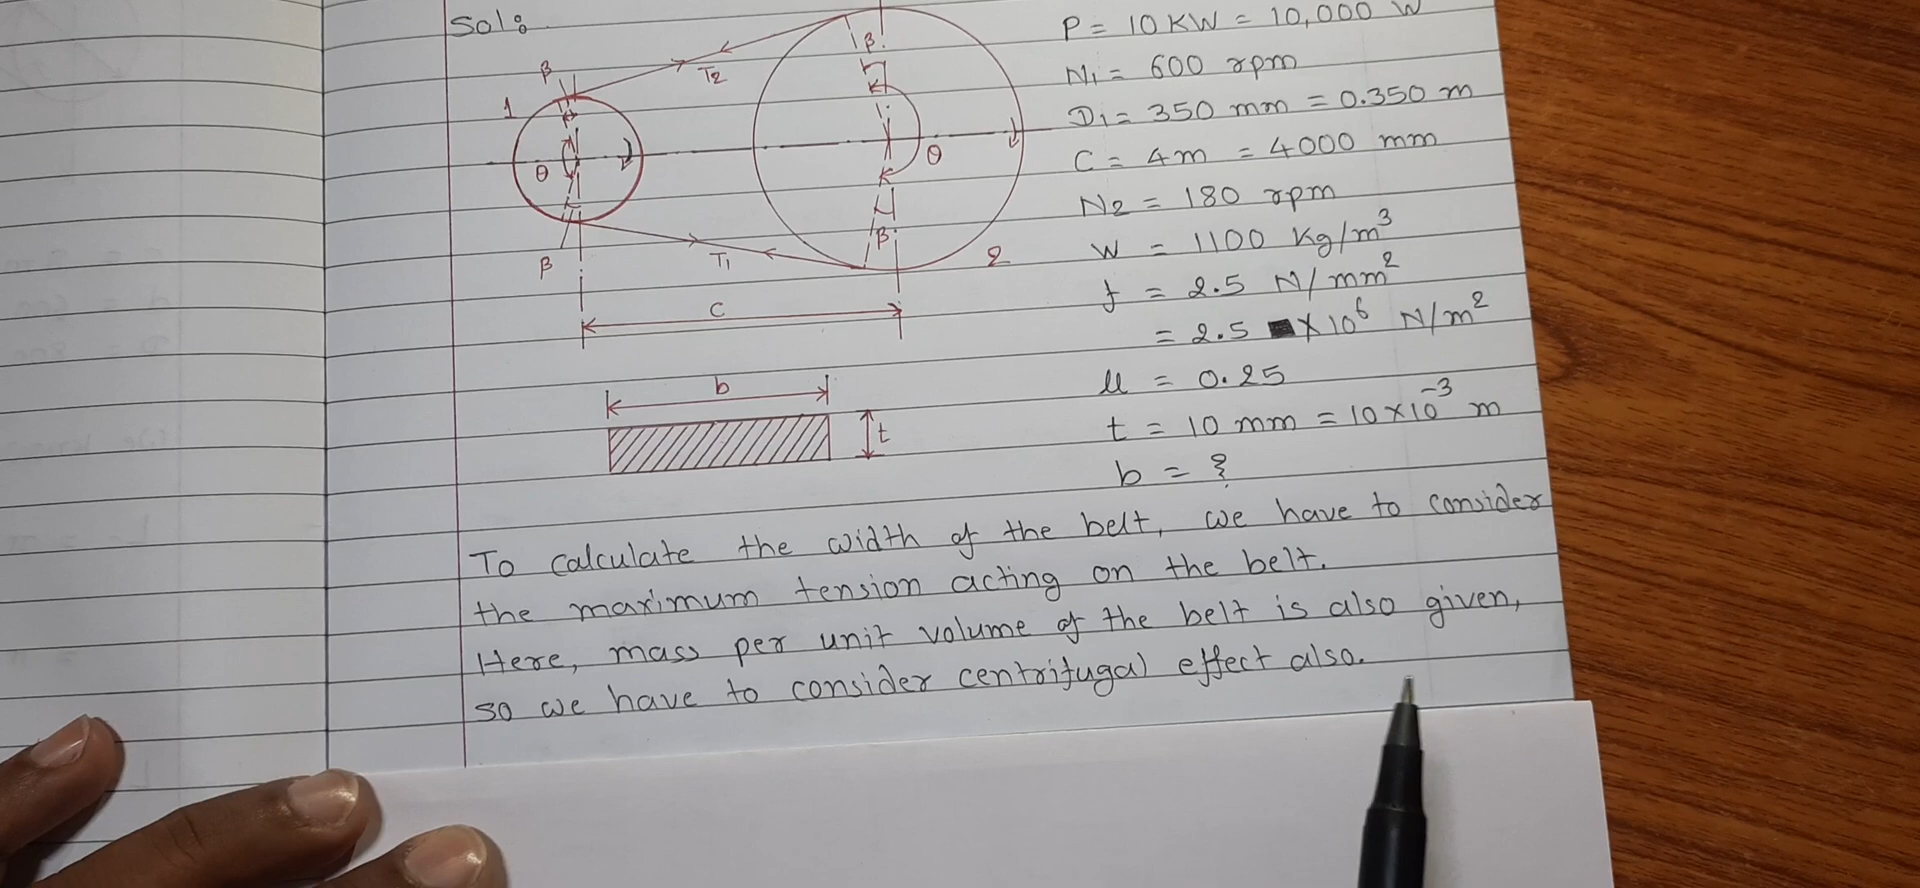 Sol:
P = 10 KW = 10,000 W
N1 = 600 rpm
D1 = 350 mm = 0.350 m
C = 4m = 4000 mm
N2 = 180 rpm
w = 1100 Kg/m³
f = 2.5 N/mm²
= 2.5 ×10⁶ N/m²
μ = 0.25
t = 10 mm = 10×10⁻³ m
b = ?
β
1
θ
β
T2
T1
β
θ
β
2
C
b
t
To calculate the width of the belt, we have to consider
the maximum tension acting on the belt.
Here, mass per unit volume of the belt is also given,
so we have to consider centrifugal effect also.